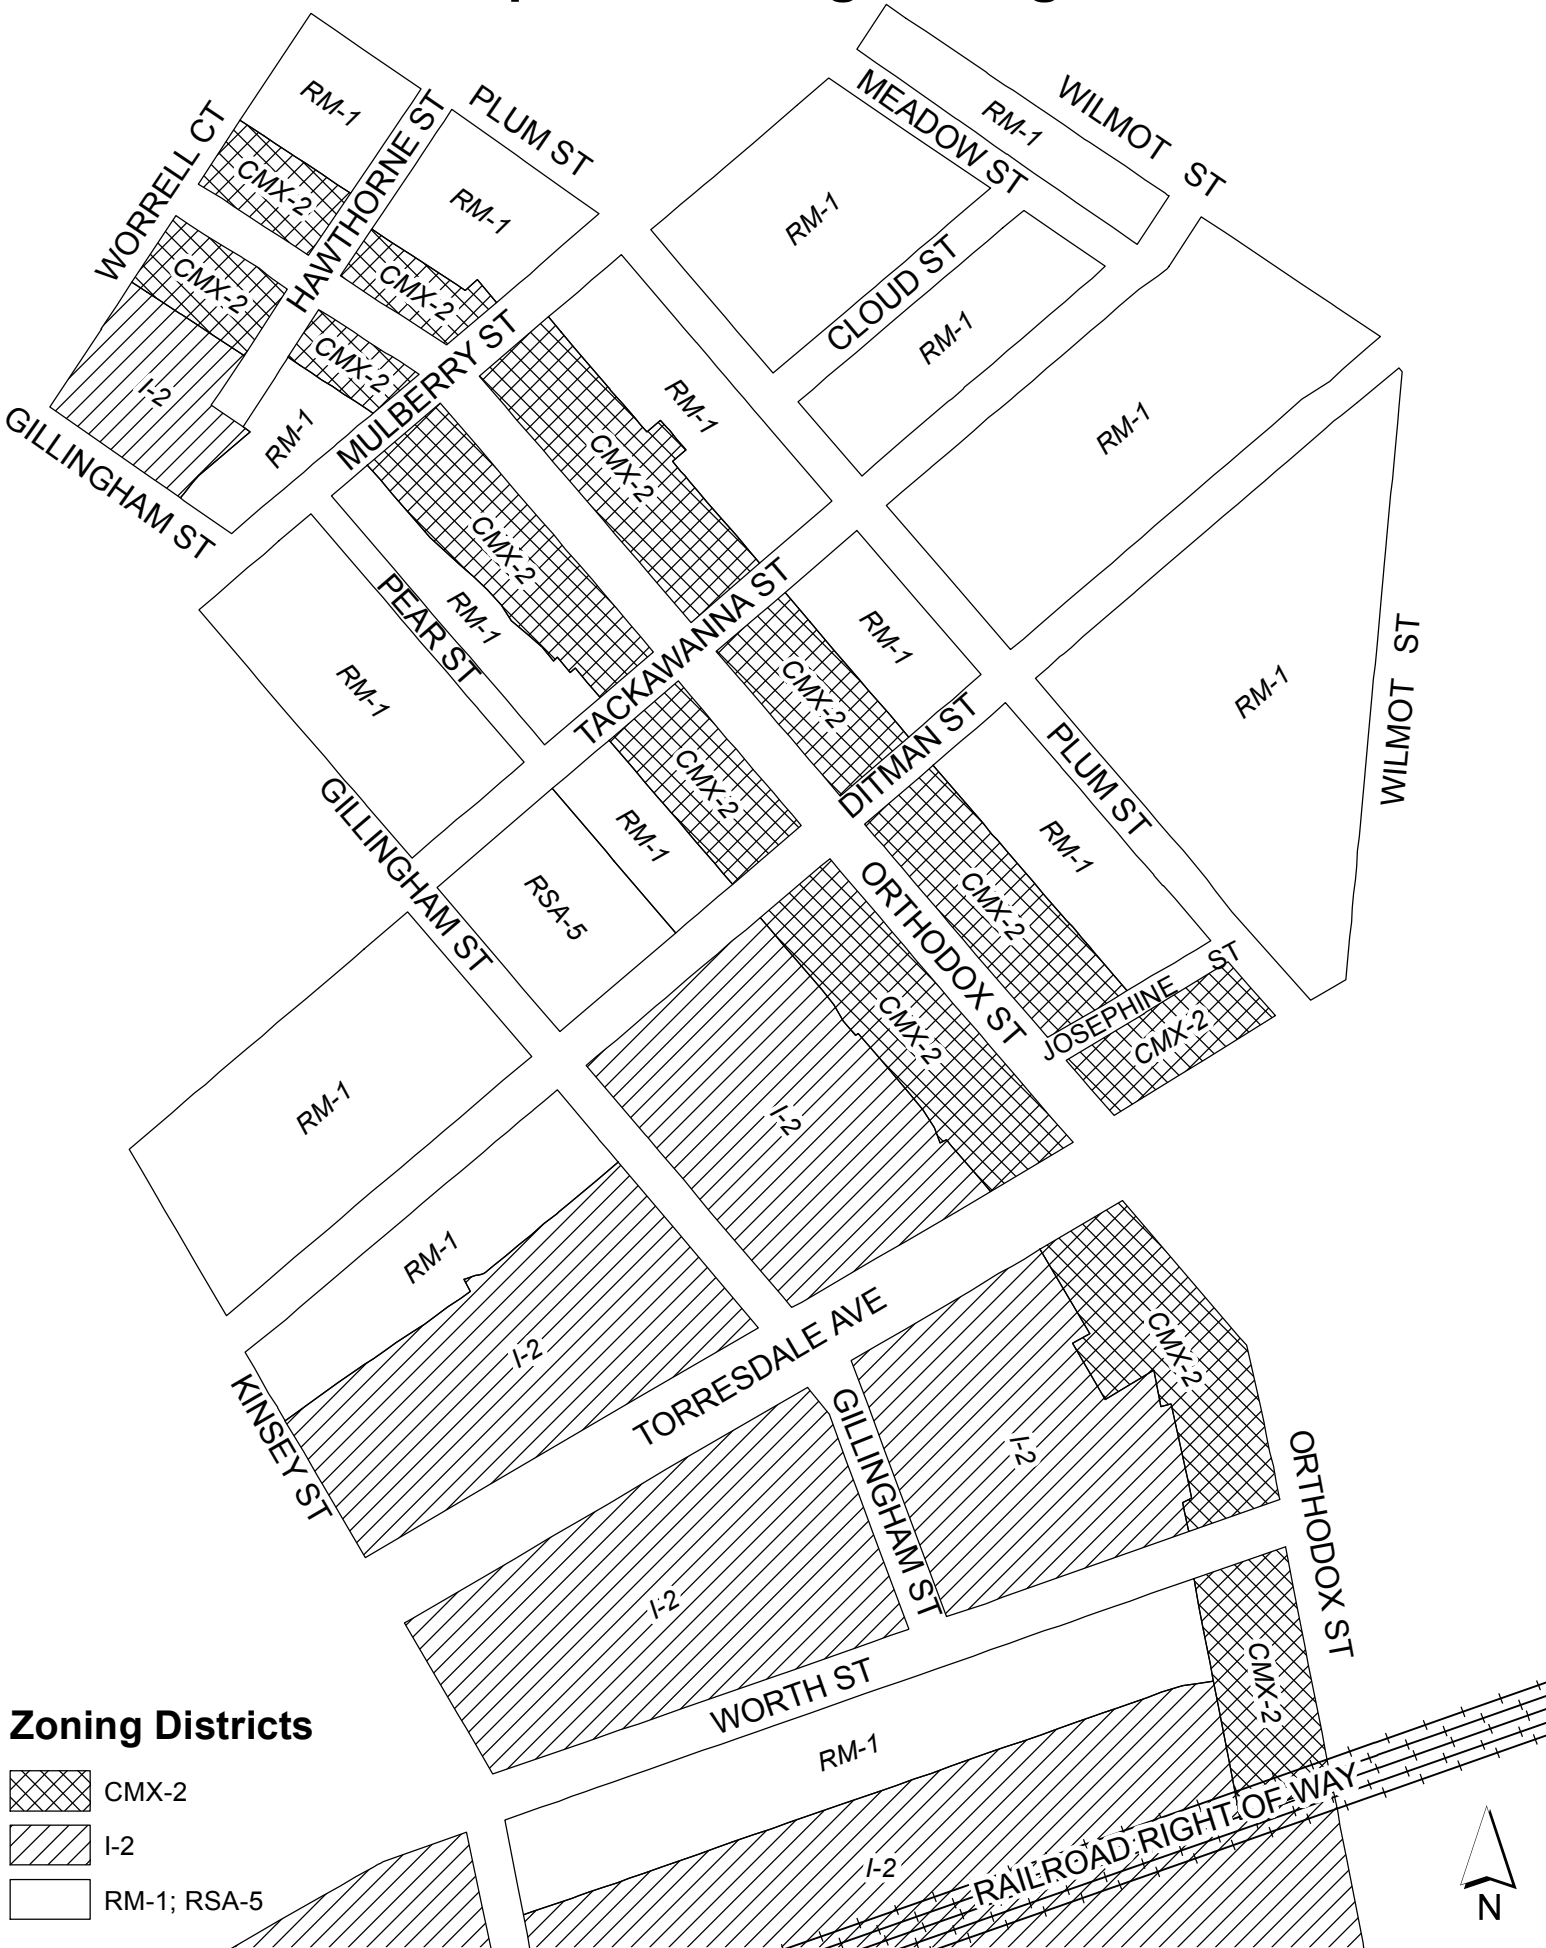 RM-1
WILMOT ST
RM-1
MEADOW ST
PLUM ST
HAWTHORNE ST
WORRELL CT
CMX-2
RM-1
RM-1
CMX-2
CMX-2
CLOUD ST
RM-1
CMX-2
MULBERRY ST
I-2
RM-1
RM-1
RM-1
GILLINGHAM ST
CMX-2
CMX-2
TACKAWANNA ST
PEAR ST
RM-1
RM-1
RM-1
WILMOT ST
RM-1
CMX-2
DITMAN ST
PLUM ST
CMX-2
GILLINGHAM ST
RM-1
RM-1
RSA-5
CMX-2
ORTHODOX ST
JOSEPHINE ST
CMX-2
CMX-2
RM-1
I-2
RM-1
I-2
TORRESDALE AVE
CMX-2
KINSEY ST
GILLINGHAM ST
I-2
ORTHODOX ST
I-2
CMX-2
WORTH ST
RM-1
I-2
RAILROAD RIGHT OF WAY
Zoning Districts
CMX-2
I-2
RM-1; RSA-5
N